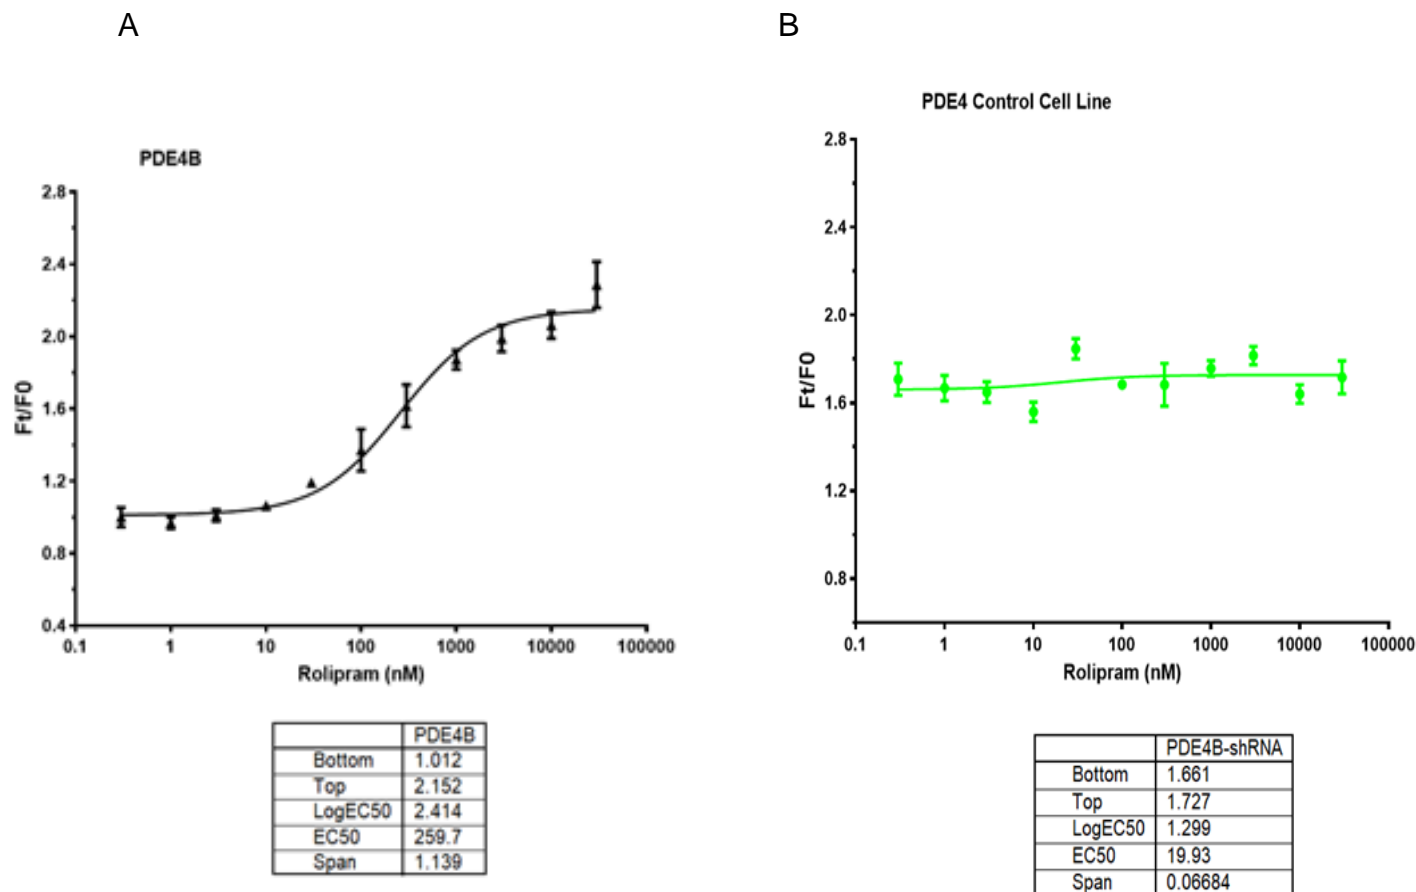 A
B
PDE4B
2.8
2.4
2.0
1.6
1.2
0.8
0.4
Ft/F0
0.1 1 10 100 1000 10000 100000
Rolipram (nM)
PDE4B
Bottom 1.012
Top 2.152
LogEC50 2.414
EC50 259.7
Span 1.139
PDE4 Control Cell Line
2.8
2.4
2.0
1.6
1.2
0.8
Ft/F0
0.1 1 10 100 1000 10000 100000
Rolipram (nM)
PDE4B-shRNA
Bottom 1.661
Top 1.727
LogEC50 1.299
EC50 19.93
Span 0.06684